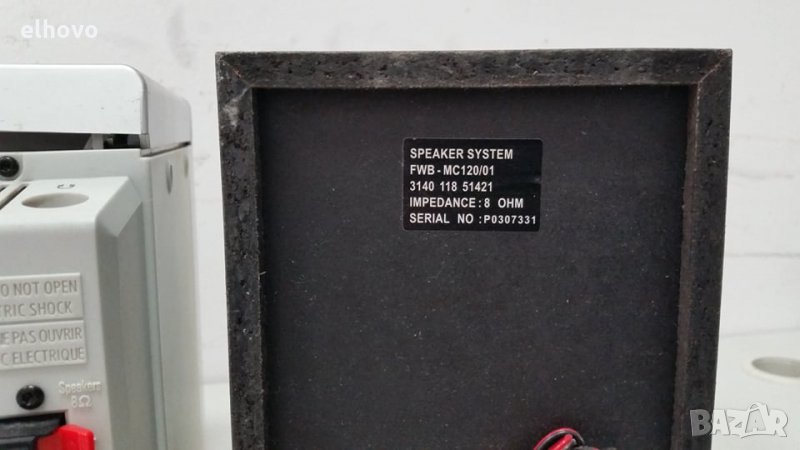 elhovo
SPEAKER SYSTEM
FWB - MC120/01
3140 118 51421
IMPEDANCE : 8 OHM
SERIAL NO : P0307331
NOT OPEN
SHOCK
PAS OUVRIR
ELECTRIQUE
Speakers
8Ω
BAZAR